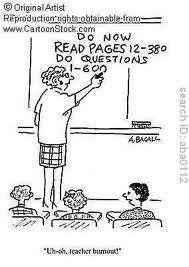 © Original Artist
Reproduction rights obtainable from
www.CartoonStock.com
DO NOW
READ PAGES 12-380
DO QUESTIONS
1-600
ABAGALE
search ID: aba0112
"Uh-oh, teacher burnout!"